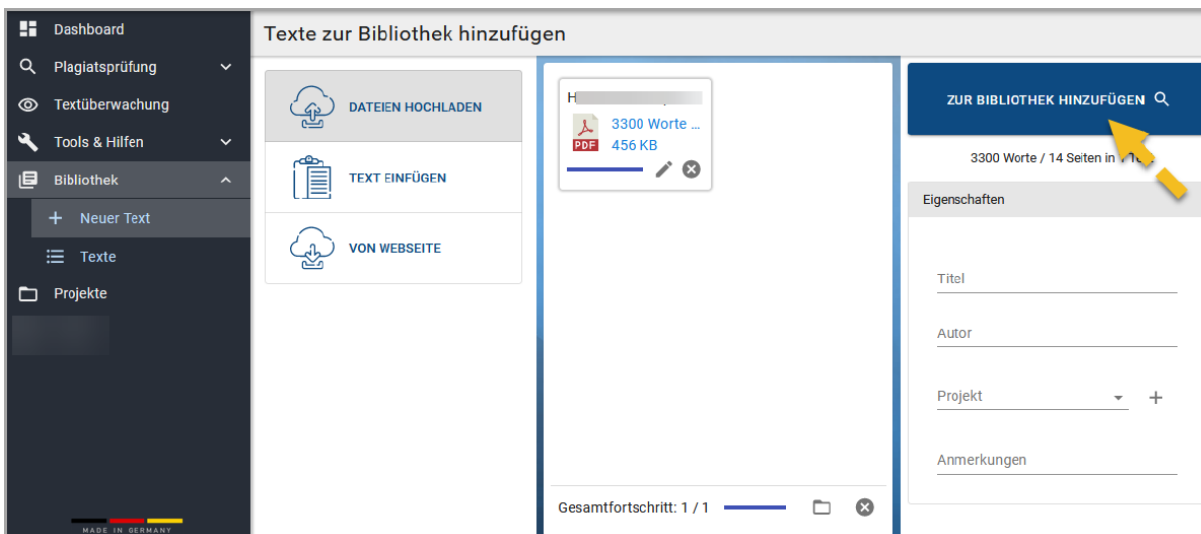 Dashboard
Plagiatsprüfung
Textüberwachung
Tools & Hilfen
Bibliothek
Neuer Text
Texte
Projekte
MADE IN GERMANY
Texte zur Bibliothek hinzufügen
DATEIEN HOCHLADEN
TEXT EINFÜGEN
VON WEBSEITE
H
3300 Worte ...
PDF
456 KB
Gesamtfortschritt: 1 / 1
ZUR BIBLIOTHEK HINZUFÜGEN
3300 Worte / 14 Seiten in 1
Eigenschaften
Titel
Autor
Projekt
Anmerkungen